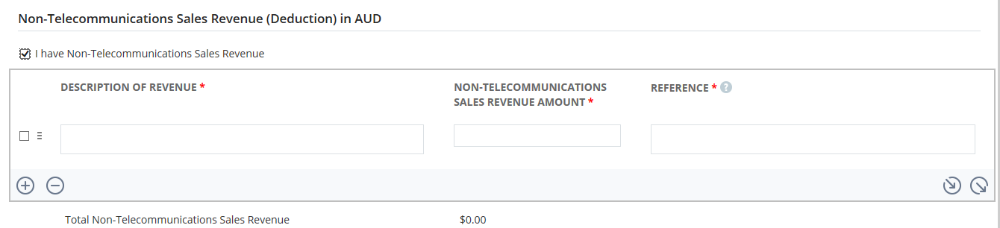 Non-Telecommunications Sales Revenue (Deduction) in AUD
I have Non-Telecommunications Sales Revenue
DESCRIPTION OF REVENUE *
NON-TELECOMMUNICATIONS
SALES REVENUE AMOUNT *
REFERENCE * ?
Total Non-Telecommunications Sales Revenue $0.00